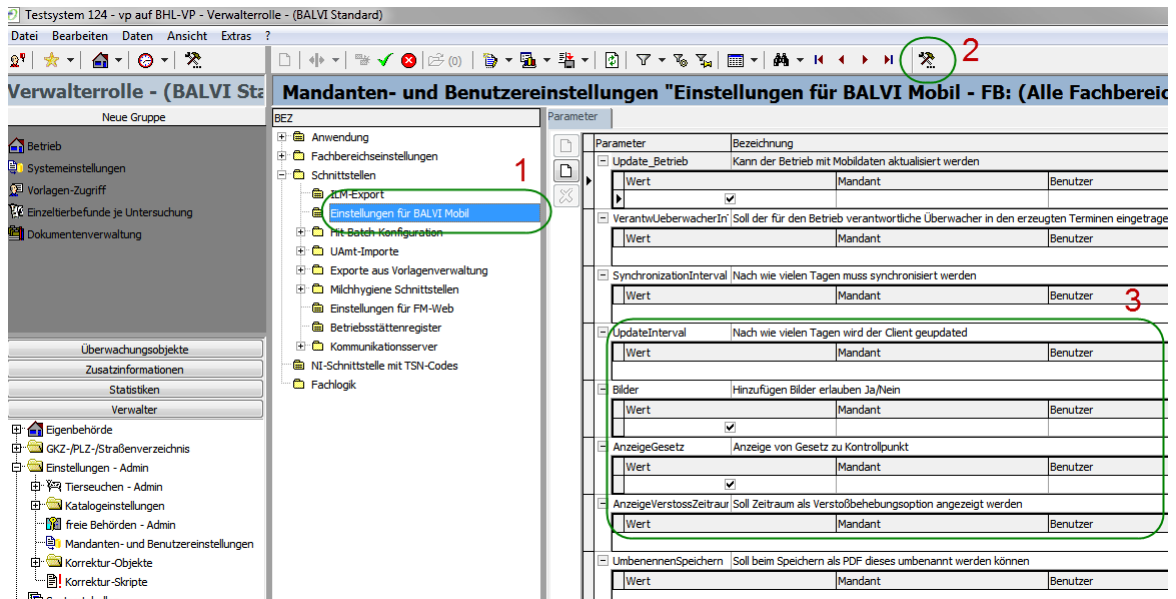 Testsystem 124 - vp auf BHL-VP - Verwalterrolle - (BALVI Standard)
Datei Bearbeiten Daten Ansicht Extras ?
(0)
2
Verwalterrolle - (BALVI Sta
Neue Gruppe
Betrieb
Systemeinstellungen
Vorlagen-Zugriff
Einzeltierbefunde je Untersuchung
Dokumentenverwaltung
Überwachungsobjekte
Zusatzinformationen
Statistiken
Verwalter
Eigenbehörde
GKZ-/PLZ-/Straßenverzeichnis
Einstellungen - Admin
Tierseuchen - Admin
Katalogeinstellungen
freie Behörden - Admin
Mandanten- und Benutzereinstellungen
Korrektur-Objekte
Korrektur-Skripte
Mandanten- und Benutzereinstellungen "Einstellungen für BALVI Mobil - FB: (Alle Fachbereic
BEZ
Anwendung
Fachbereichseinstellungen
Schnittstellen
1
ILM-Export
Einstellungen für BALVI Mobil
Hit-Batch-Konfiguration
UAmt-Importe
Exporte aus Vorlagenverwaltung
Milchhygiene Schnittstellen
Einstellungen für FM-Web
Betriebsstättenregister
Kommunikationsserver
NI-Schnittstelle mit TSN-Codes
Fachlogik
Parameter
Parameter Bezeichnung
Update_Betrieb Kann der Betrieb mit Mobildaten aktualisiert werden
Wert Mandant Benutzer
VerantwUeberwacherIn Soll der für den Betrieb verantwortliche Überwacher in den erzeugten Terminen eingetrage
Wert Mandant Benutzer
SynchronizationInterval Nach wie vielen Tagen muss synchronisiert werden
Wert Mandant Benutzer
3
UpdateInterval Nach wie vielen Tagen wird der Client geupdated
Wert Mandant Benutzer
Bilder Hinzufügen Bilder erlauben Ja/Nein
Wert Mandant Benutzer
AnzeigeGesetz Anzeige von Gesetz zu Kontrollpunkt
Wert Mandant Benutzer
AnzeigeVerstossZeitraur Soll Zeitraum als Verstoßbehebungsoption angezeigt werden
Wert Mandant Benutzer
UmbenennenSpeichern Soll beim Speichern als PDF dieses umbenannt werden können
Wert Mandant Benutzer